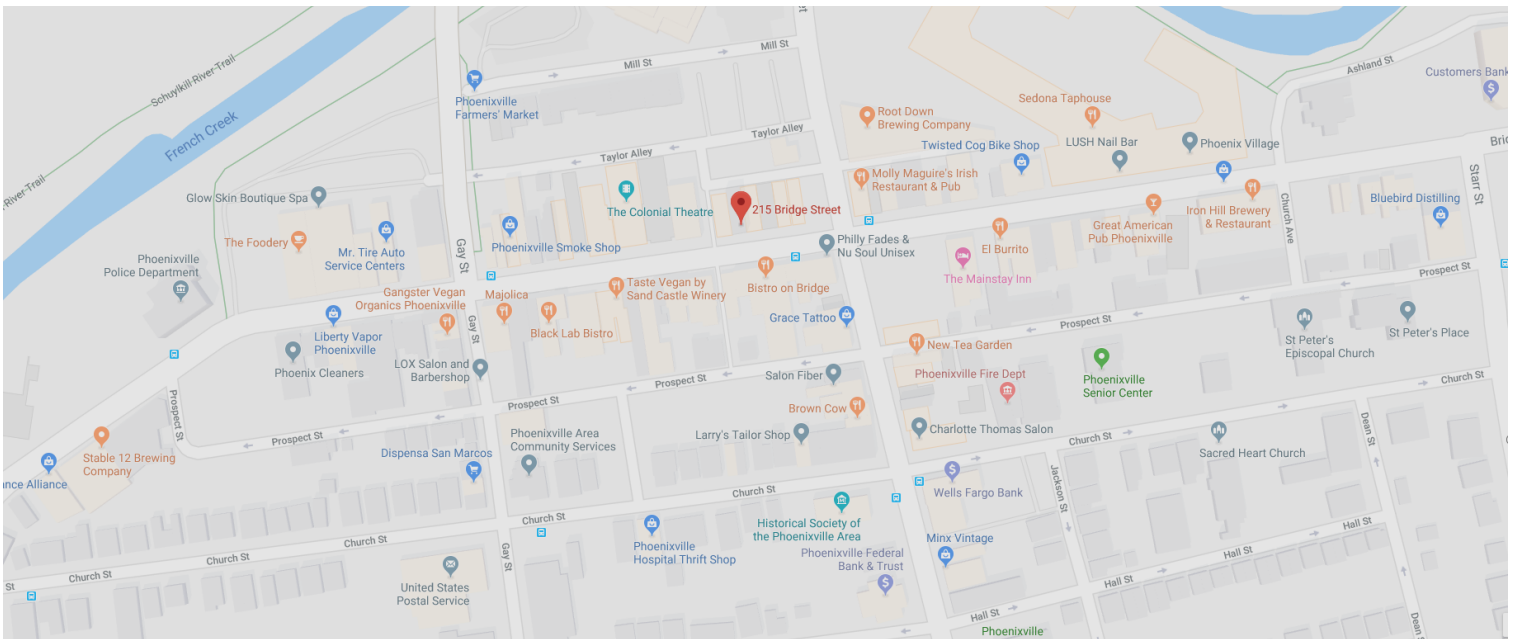 et
Mill St
Mill St
Ashland St
Customers Bank
Schuylkill River Trail
Phoenixville
Farmers' Market
Sedona Taphouse
Root Down
Brewing Company
French Creek
Taylor Alley
Twisted Cog Bike Shop
LUSH Nail Bar
Phoenix Village
Taylor Alley
Molly Maguire's Irish
Restaurant & Pub
River Trail
Glow Skin Boutique Spa
The Colonial Theatre
215 Bridge Street
Starr St
Bluebird Distilling
Iron Hill Brewery
& Restaurant
Church Ave
Great American
Pub Phoenixville
The Foodery
Mr. Tire Auto
Service Centers
Gay St
Phoenixville Smoke Shop
Philly Fades &
Nu Soul Unisex
El Burrito
Phoenixville
Police Department
The Mainstay Inn
Prospect St
Gangster Vegan
Organics Phoenixville
Majolica
Taste Vegan by
Sand Castle Winery
Bistro on Bridge
Grace Tattoo
Prospect St
Liberty Vapor
Phoenixville
Gay St
Black Lab Bistro
New Tea Garden
St Peter's
Episcopal Church
St Peter's Place
Phoenix Cleaners
LOX Salon and
Barbershop
Salon Fiber
Phoenixville Fire Dept
Phoenixville
Senior Center
Church St
Prospect St
Prospect St
Prospect St
Prospect St
Brown Cow
Larry's Tailor Shop
Charlotte Thomas Salon
Church St
Dean St
Stable 12 Brewing
Company
Phoenixville Area
Community Services
Dispensa San Marcos
Sacred Heart Church
ance Alliance
Wells Fargo Bank
Jackson St
Church St
Church St
Historical Society of
the Phoenixville Area
Hall St
Church St
Phoenixville
Hospital Thrift Shop
Minx Vintage
Phoenixville Federal
Bank & Trust
Hall St
Gay St
Church St
St
United States
Postal Service
Hall St
Hall St
Dean St
Phoenixville